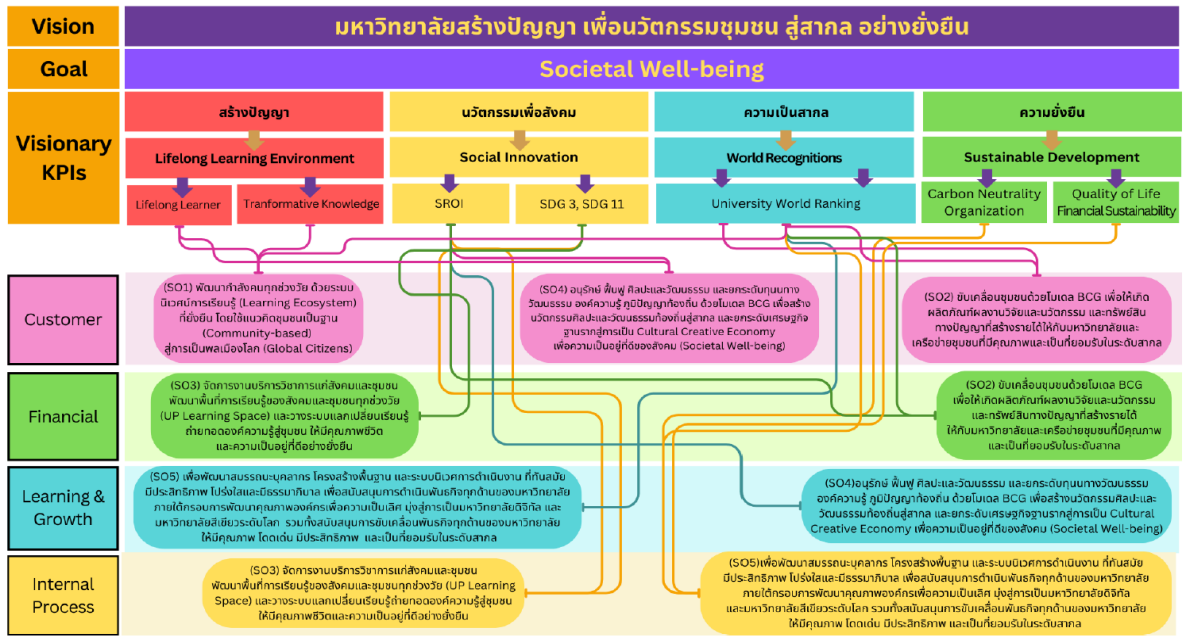 Vision
มหาวิทยาลัยสร้างปัญญา เพื่อนวัตกรรมชุมชน สู่สากล อย่างยั่งยืน
Goal
Societal Well-being
Visionary
KPIs
สร้างปัญญา
นวัตกรรมเพื่อสังคม
ความเป็นสากล
ความยั่งยืน
Lifelong Learning Environment
Social Innovation
World Recognitions
Sustainable Development
Lifelong Learner
Tranformative Knowledge
SROI
SDG 3, SDG 11
University World Ranking
Carbon Neutrality
Organization
Quality of Life
Financial Sustainability
Customer
(SO1) พัฒนากำลังคนทุกช่วงวัย ด้วยระบบ
นิเวศน์การเรียนรู้ (Learning Ecosystem)
ที่ยั่งยืน โดยใช้แนวคิดชุมชนเป็นฐาน
(Community-based)
สู่การเป็นพลเมืองโลก (Global Citizens)
(SO4) อนุรักษ์ ฟื้นฟู ศิลปะและวัฒนธรรม และยกระดับทุนทาง
วัฒนธรรม องค์ความรู้ ภูมิปัญญาท้องถิ่น ด้วยโมเดล BCG เพื่อสร้าง
นวัตกรรมศิลปะและวัฒนธรรมท้องถิ่นสู่สากล และยกระดับเศรษฐกิจ
ฐานรากสู่การเป็น Cultural Creative Economy
เพื่อความเป็นอยู่ที่ดีของสังคม (Societal Well-being)
(SO2) ขับเคลื่อนชุมชนด้วยโมเดล BCG เพื่อให้เกิด
ผลิตภัณฑ์ผลงานวิจัยและนวัตกรรม และทรัพย์สิน
ทางปัญญาที่สร้างรายได้ให้กับมหาวิทยาลัยและ
เครือข่ายชุมชนที่มีคุณภาพและเป็นที่ยอมรับในระดับสากล
Financial
(SO3) จัดการงานบริการวิชาการแก่สังคมและชุมชน
พัฒนาพื้นที่การเรียนรู้ของสังคมและชุมชนทุกช่วงวัย
(UP Learning Space) และวางระบบแลกเปลี่ยนเรียนรู้
ถ่ายทอดองค์ความรู้สู่ชุมชน ให้มีคุณภาพชีวิต
และความเป็นอยู่ที่ดีอย่างยั่งยืน
(SO2) ขับเคลื่อนชุมชนด้วยโมเดล BCG
เพื่อให้เกิดผลิตภัณฑ์ผลงานวิจัยและนวัตกรรม
และทรัพย์สินทางปัญญาที่สร้างรายได้
ให้กับมหาวิทยาลัยและเครือข่ายชุมชนที่มีคุณภาพ
และเป็นที่ยอมรับในระดับสากล
Learning &
Growth
(SO5) เพื่อพัฒนาสมรรถนะบุคลากร โครงสร้างพื้นฐาน และระบบนิเวศการดำเนินงาน ที่ทันสมัย
มีประสิทธิภาพ โปร่งใสและมีธรรมาภิบาล เพื่อสนับสนุนการดำเนินพันธกิจทุกด้านของมหาวิทยาลัย
ภายใต้กรอบการพัฒนาคุณภาพองค์กรเพื่อความเป็นเลิศ มุ่งสู่การเป็นมหาวิทยาลัยดิจิทัล และ
มหาวิทยาลัยสีเขียวระดับโลก รวมทั้งสนับสนุนการขับเคลื่อนพันธกิจทุกด้านของมหาวิทยาลัย
ให้มีคุณภาพ โดดเด่น มีประสิทธิภาพ และเป็นที่ยอมรับในระดับสากล
(SO4)อนุรักษ์ ฟื้นฟู ศิลปะและวัฒนธรรม และยกระดับทุนทางวัฒนธรรม
องค์ความรู้ ภูมิปัญญาท้องถิ่น ด้วยโมเดล BCG เพื่อสร้างนวัตกรรมศิลปะและ
วัฒนธรรมท้องถิ่นสู่สากล และยกระดับเศรษฐกิจฐานรากสู่การเป็น Cultural
Creative Economy เพื่อความเป็นอยู่ที่ดีของสังคม (Societal Well-being)
Internal
Process
(SO3) จัดการงานบริการวิชาการแก่สังคมและชุมชน
พัฒนาพื้นที่การเรียนรู้ของสังคมและชุมชนทุกช่วงวัย (UP Learning
Space) และวางระบบแลกเปลี่ยนเรียนรู้ถ่ายทอดองค์ความรู้สู่ชุมชน
ให้มีคุณภาพชีวิตและความเป็นอยู่ที่ดีอย่างยั่งยืน
(SO5)เพื่อพัฒนาสมรรถนะบุคลากร โครงสร้างพื้นฐาน และระบบนิเวศการดำเนินงาน ที่ทันสมัย
มีประสิทธิภาพ โปร่งใสและมีธรรมาภิบาล เพื่อสนับสนุนการดำเนินพันธกิจทุกด้านของมหาวิทยาลัย
ภายใต้กรอบการพัฒนาคุณภาพองค์กรเพื่อความเป็นเลิศ มุ่งสู่การเป็นมหาวิทยาลัยดิจิทัล
และมหาวิทยาลัยสีเขียวระดับโลก รวมทั้งสนับสนุนการขับเคลื่อนพันธกิจทุกด้านของมหาวิทยาลัย
ให้มีคุณภาพ โดดเด่น มีประสิทธิภาพ และเป็นที่ยอมรับในระดับสากล